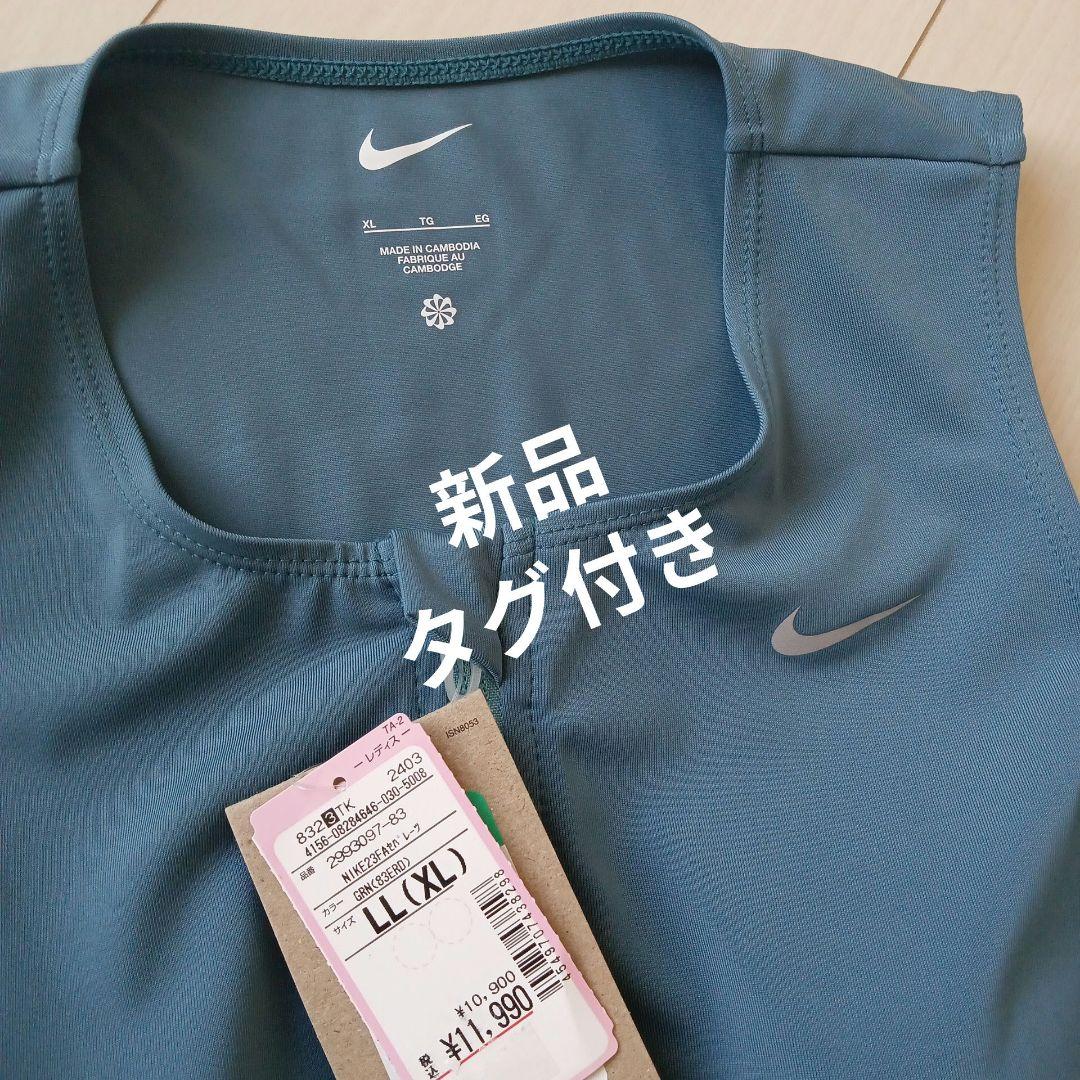 XL TG EG
MADE IN CAMBODIA
FABRIQUE AU
CAMBODGE
新品
タグ付き
ISN8053
TA-2
ーレディスー
8323TK 2403
4156-08284646-030-5008
品番 2993097-83
NIKE23FAセパレーツ
カラー GRN(83ERD)
サイズ LL(XL)
4549707438298
¥10,900
税込 ¥11,990